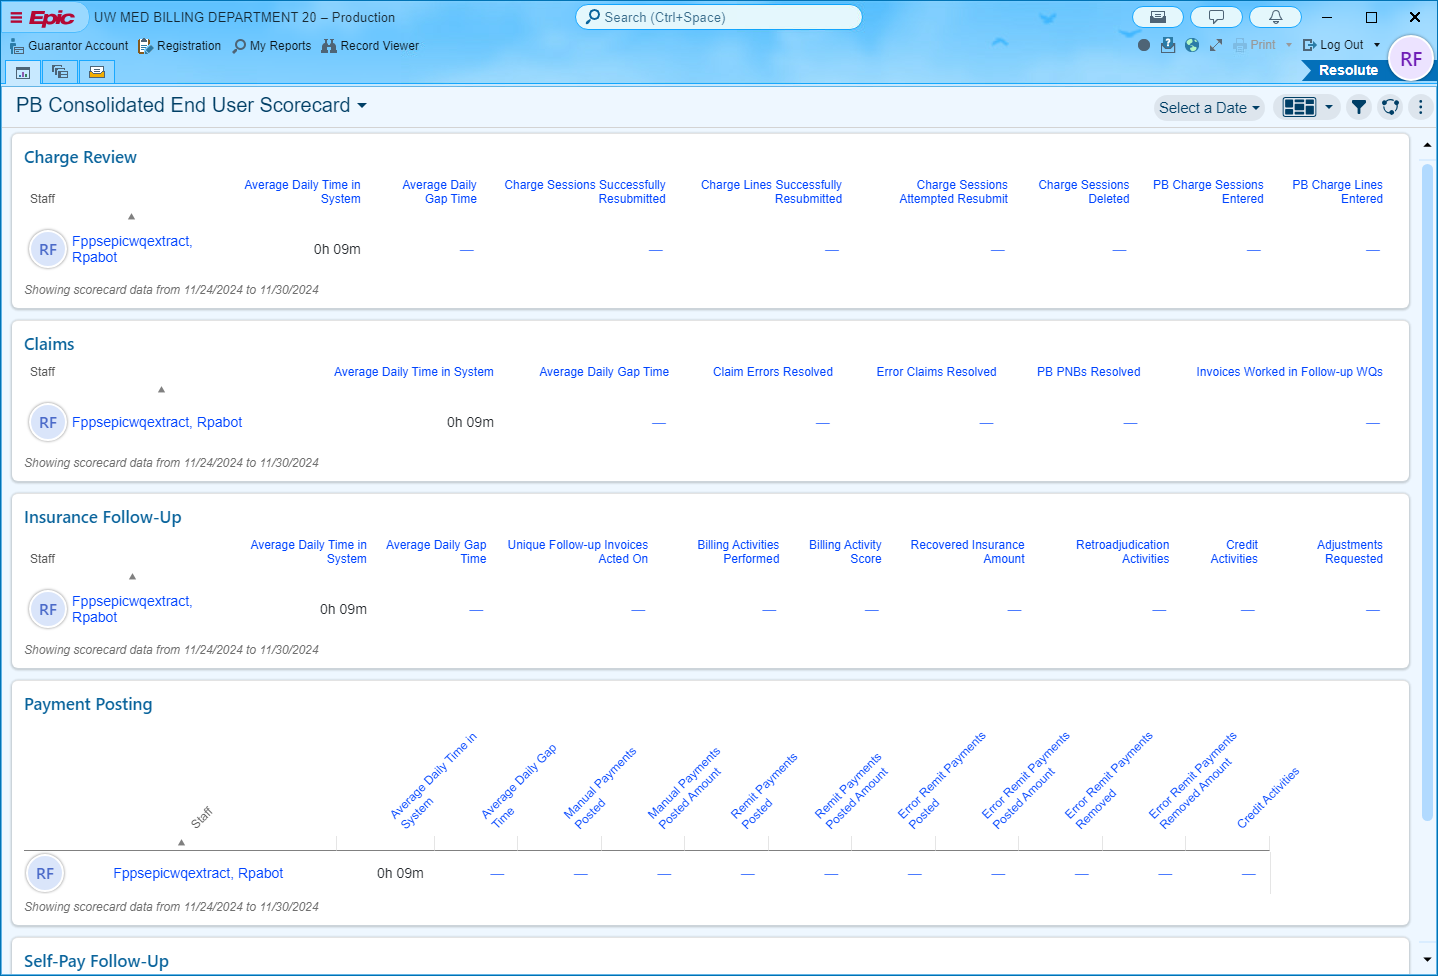 Epic UW MED BILLING DEPARTMENT 20 – Production Search (Ctrl+Space)
Guarantor Account Registration My Reports Record Viewer Print Log Out
RF
Resolute
PB Consolidated End User Scorecard Select a Date
Charge Review
Staff
Average Daily Time in System
Average Daily Gap Time
Charge Sessions Successfully Resubmitted
Charge Lines Successfully Resubmitted
Charge Sessions Attempted Resubmit
Charge Sessions Deleted
PB Charge Sessions Entered
PB Charge Lines Entered
RF Fppsepicwqextract, Rpabot 0h 09m — — — — — — —
Showing scorecard data from 11/24/2024 to 11/30/2024
Claims
Staff Average Daily Time in System Average Daily Gap Time Claim Errors Resolved Error Claims Resolved PB PNBs Resolved Invoices Worked in Follow-up WQs
RF Fppsepicwqextract, Rpabot 0h 09m — — — — —
Showing scorecard data from 11/24/2024 to 11/30/2024
Insurance Follow-Up
Staff
Average Daily Time in System
Average Daily Gap Time
Unique Follow-up Invoices Acted On
Billing Activities Performed
Billing Activity Score
Recovered Insurance Amount
Retroadjudication Activities
Credit Activities
Adjustments Requested
RF Fppsepicwqextract, Rpabot 0h 09m — — — — — — — —
Showing scorecard data from 11/24/2024 to 11/30/2024
Payment Posting
Staff
Average Daily Time in System
Average Daily Gap Time
Manual Payments Posted
Manual Payments Posted Amount
Remit Payments Posted
Remit Payments Posted Amount
Error Remit Payments Posted
Error Remit Payments Posted Amount
Error Remit Payments Removed
Error Remit Payments Removed Amount
Credit Activities
RF Fppsepicwqextract, Rpabot 0h 09m — — — — — — — — — —
Showing scorecard data from 11/24/2024 to 11/30/2024
Self-Pay Follow-Up